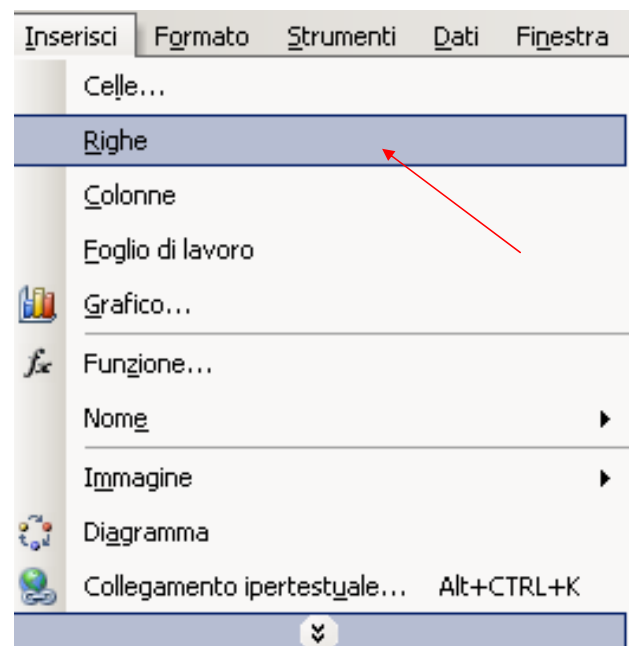 Inserisci Formato Strumenti Dati Finestra
Celle...
Righe
Colonne
Foglio di lavoro
Grafico...
fx Funzione...
Nome
Immagine
Diagramma
Collegamento ipertestuale... Alt+CTRL+K